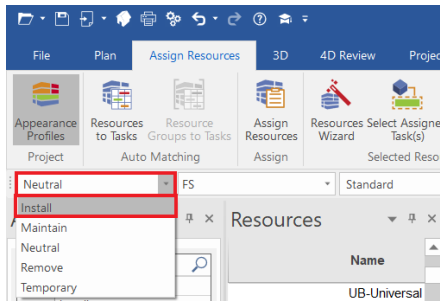 File Plan Assign Resources 3D 4D Review Projec
Appearance Profiles Resources to Tasks Resource Groups to Tasks Assign Resources Resources Wizard Select Assigne Task(s)
Project Auto Matching Assign Selected Reso
Neutral FS Standard
Install
Maintain
Neutral
Remove
Temporary
Resources
Name
UB-Universal